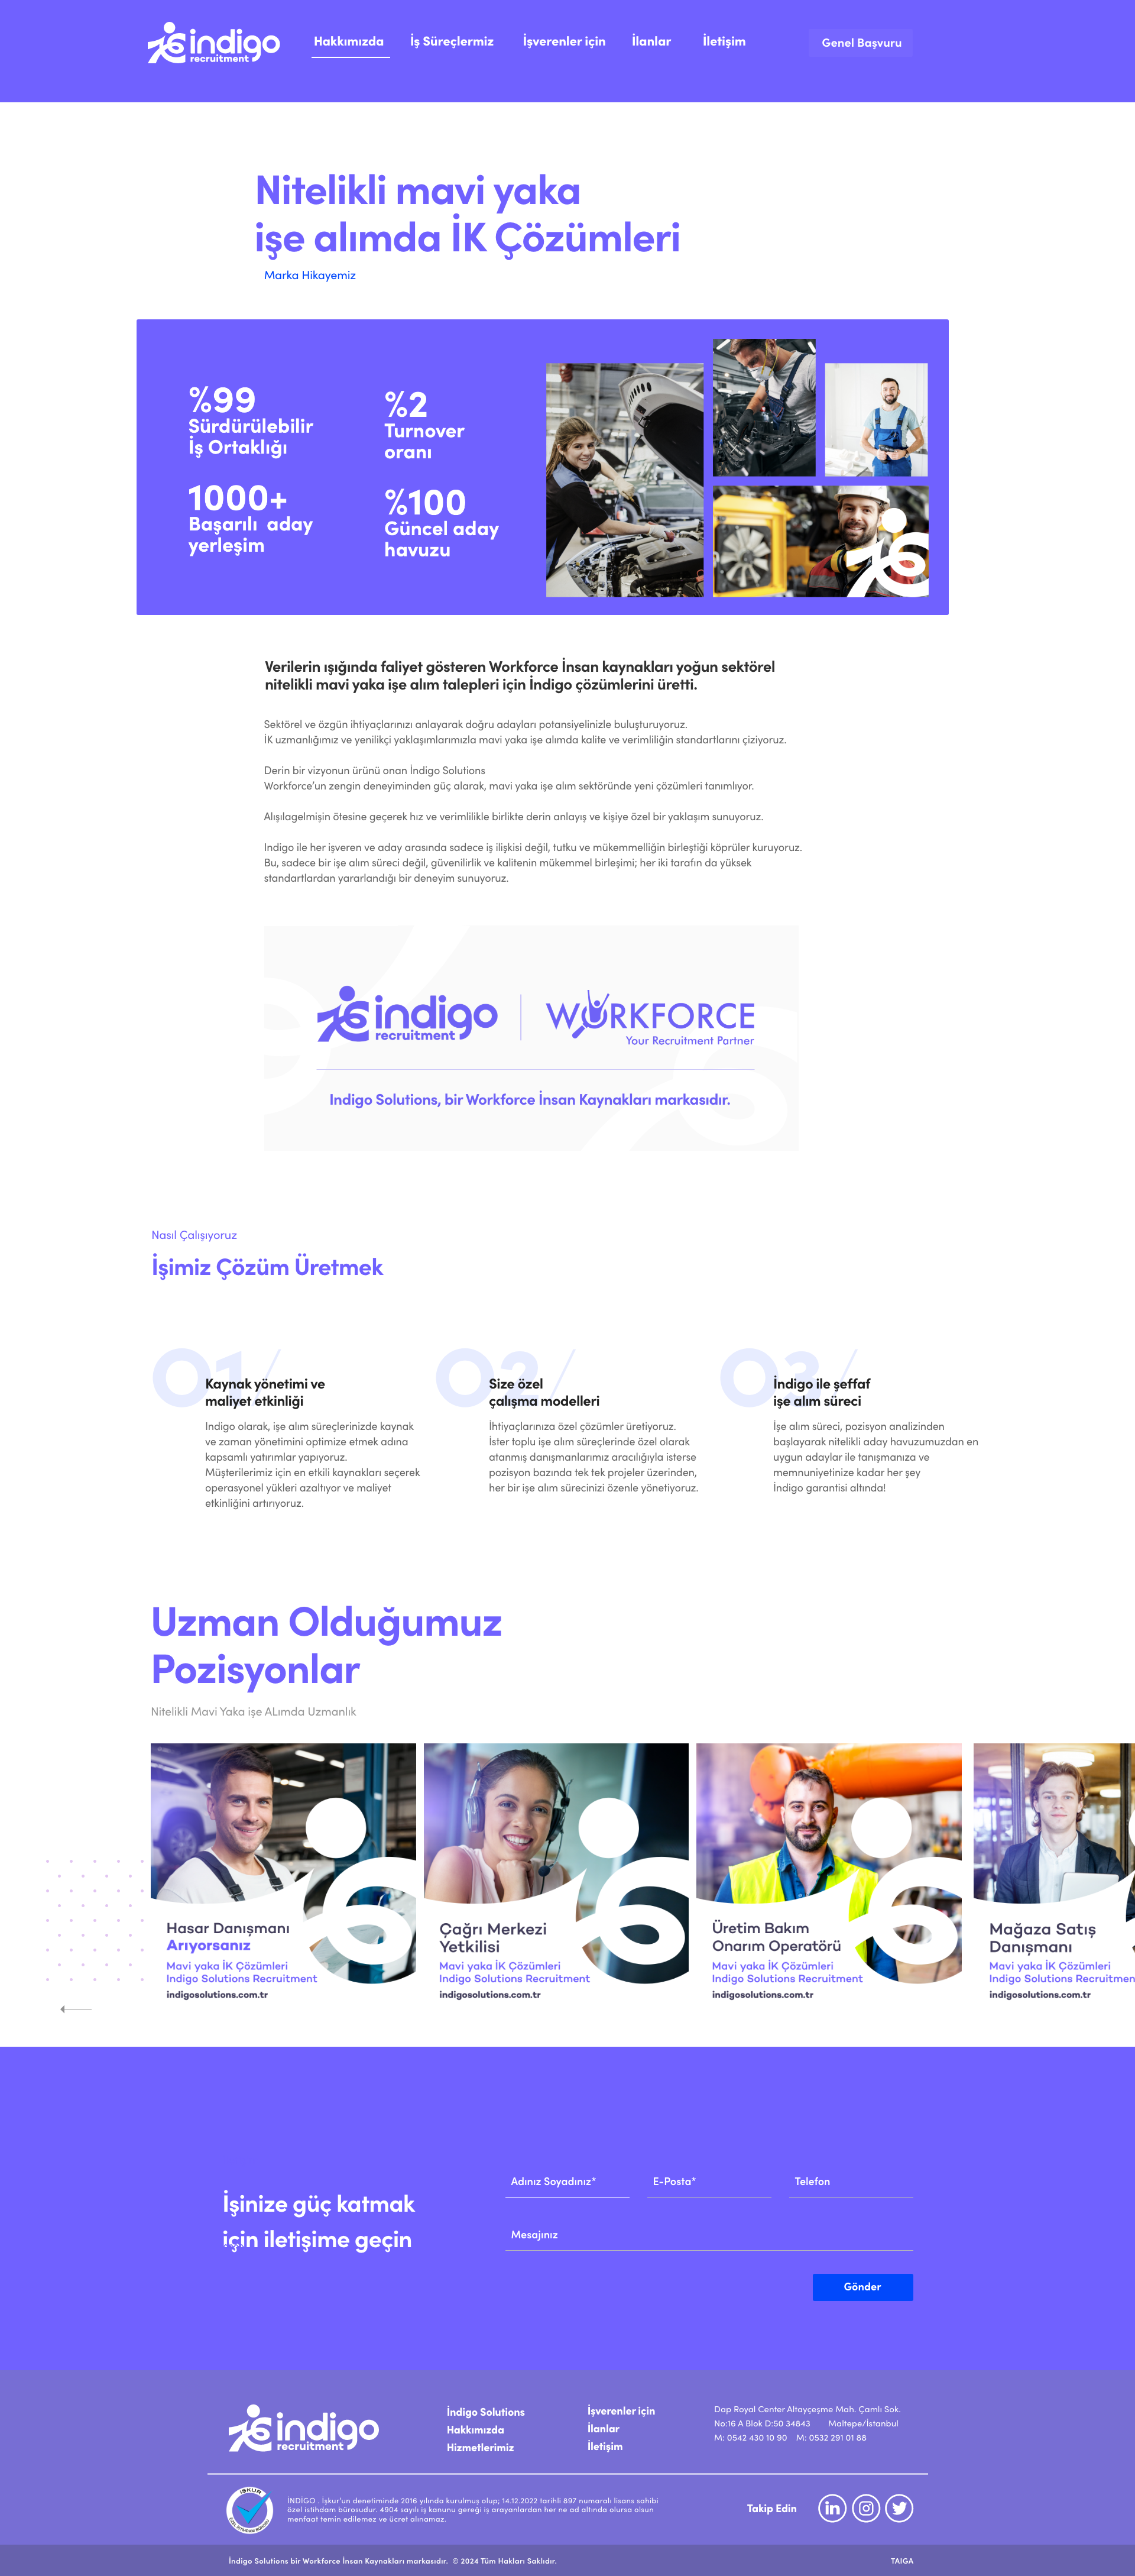 indigo
recruitment
Hakkımızda
İş Süreçlermiz
İşverenler için
İlanlar
İletişim
Genel Başvuru
Nitelikli mavi yaka
işe alımda İK Çözümleri
Marka Hikayemiz
%99
Sürdürülebilir
İş Ortaklığı
%2
Turnover
oranı
1000+
Başarılı aday
yerleşim
%100
Güncel aday
havuzu
Verilerin ışığında faliyet gösteren Workforce İnsan kaynakları yoğun sektörel
nitelikli mavi yaka işe alım talepleri için İndigo çözümlerini üretti.
Sektörel ve özgün ihtiyaçlarınızı anlayarak doğru adayları potansiyelinizle buluşturuyoruz.
İK uzmanlığımız ve yenilikçi yaklaşımlarımızla mavi yaka işe alımda kalite ve verimliliğin standartlarını çiziyoruz.
Derin bir vizyonun ürünü onan İndigo Solutions
Workforce'un zengin deneyiminden güç alarak, mavi yaka işe alım sektöründe yeni çözümleri tanımlıyor.
Alışılagelmişin ötesine geçerek hız ve verimlilikle birlikte derin anlayış ve kişiye özel bir yaklaşım sunuyoruz.
Indigo ile her işveren ve aday arasında sadece iş ilişkisi değil, tutku ve mükemmelliğin birleştiği köprüler kuruyoruz.
Bu, sadece bir işe alım süreci değil, güvenilirlik ve kalitenin mükemmel birleşimi; her iki tarafın da yüksek
standartlardan yararlandığı bir deneyim sunuyoruz.
indigo
recruitment
WORKFORCE
Your Recruitment Partner
Indigo Solutions, bir Workforce İnsan Kaynakları markasıdır.
Nasıl Çalışıyoruz
İşimiz Çözüm Üretmek
01/
Kaynak yönetimi ve
maliyet etkinliği
Indigo olarak, işe alım süreçlerinizde kaynak
ve zaman yönetimini optimize etmek adına
kapsamlı yatırımlar yapıyoruz.
Müşterilerimiz için en etkili kaynakları seçerek
operasyonel yükleri azaltıyor ve maliyet
etkinliğini artırıyoruz.
02/
Size özel
çalışma modelleri
İhtiyaçlarınıza özel çözümler üretiyoruz.
İster toplu işe alım süreçlerinde özel olarak
atanmış danışmanlarımız aracılığıyla isterse
pozisyon bazında tek tek projeler üzerinden,
her bir işe alım sürecinizi özenle yönetiyoruz.
03/
İndigo ile şeffaf
işe alım süreci
İşe alım süreci, pozisyon analizinden
başlayarak nitelikli aday havuzumuzdan en
uygun adaylar ile tanışmanıza ve
memnuniyetinize kadar her şey
İndigo garantisi altında!
Uzman Olduğumuz
Pozisyonlar
Nitelikli Mavi Yaka işe ALımda Uzmanlık
Hasar Danışmanı
Arıyorsanız
Mavi yaka İK Çözümleri
Indigo Solutions Recruitment
indigosolutions.com.tr
Çağrı Merkezi
Yetkilisi
Mavi yaka İK Çözümleri
Indigo Solutions Recruitment
indigosolutions.com.tr
Üretim Bakım
Onarım Operatörü
Mavi yaka İK Çözümleri
Indigo Solutions Recruitment
indigosolutions.com.tr
Mağaza Satış
Danışmanı
Mavi yaka İK Çözümleri
Indigo Solutions Recruitmen
indigosolutions.com.tr
İşinize güç katmak
için iletişime geçin
Adınız Soyadınız*
E-Posta*
Telefon
Mesajınız
Gönder
indigo
recruitment
İndigo Solutions
Hakkımızda
Hizmetlerimiz
İşverenler için
İlanlar
İletişim
Dap Royal Center Altayçeşme Mah. Çamlı Sok.
No:16 A Blok D:50 34843 Maltepe/İstanbul
M: 0542 430 10 90 M: 0532 291 01 88
İŞKUR
İNDİGO . İşkur'un denetiminde 2016 yılında kurulmuş olup; 14.12.2022 tarihli 897 numaralı lisans sahibi
özel istihdam bürosudur. 4904 sayılı iş kanunu gereği iş arayanlardan her ne ad altında olursa olsun
menfaat temin edilemez ve ücret alınamaz.
Takip Edin
İndigo Solutions bir Workforce İnsan Kaynakları markasıdır. © 2024 Tüm Hakları Saklıdır.
TAIGA